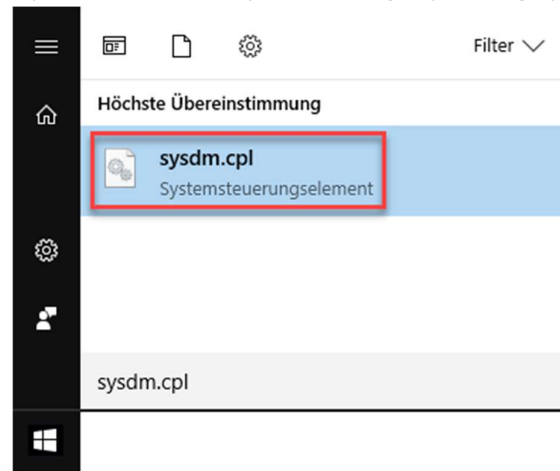 Filter
Höchste Übereinstimmung
sysdm.cpl
Systemsteuerungselement
sysdm.cpl